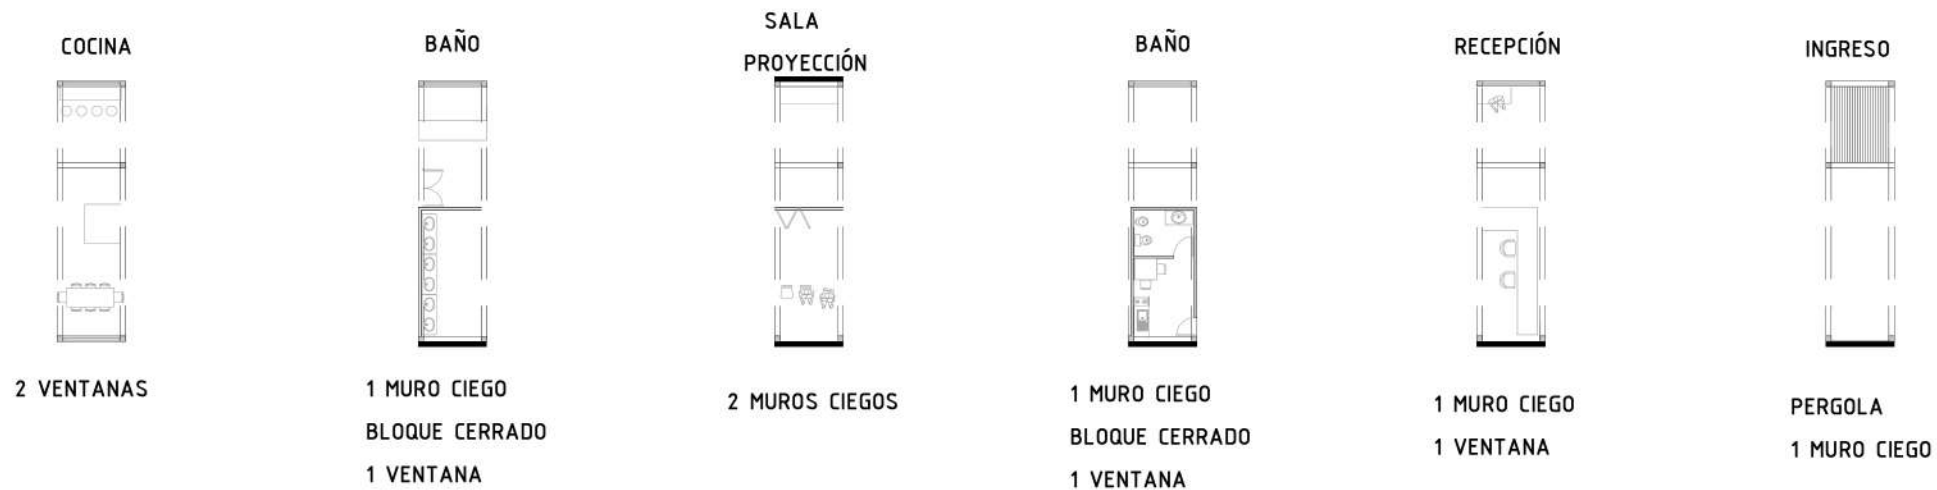 COCINA
BAÑO
SALA
PROYECCIÓN
BAÑO
RECEPCIÓN
INGRESO
2 VENTANAS
1 MURO CIEGO
BLOQUE CERRADO
1 VENTANA
2 MUROS CIEGOS
1 MURO CIEGO
BLOQUE CERRADO
1 VENTANA
1 MURO CIEGO
1 VENTANA
PERGOLA
1 MURO CIEGO